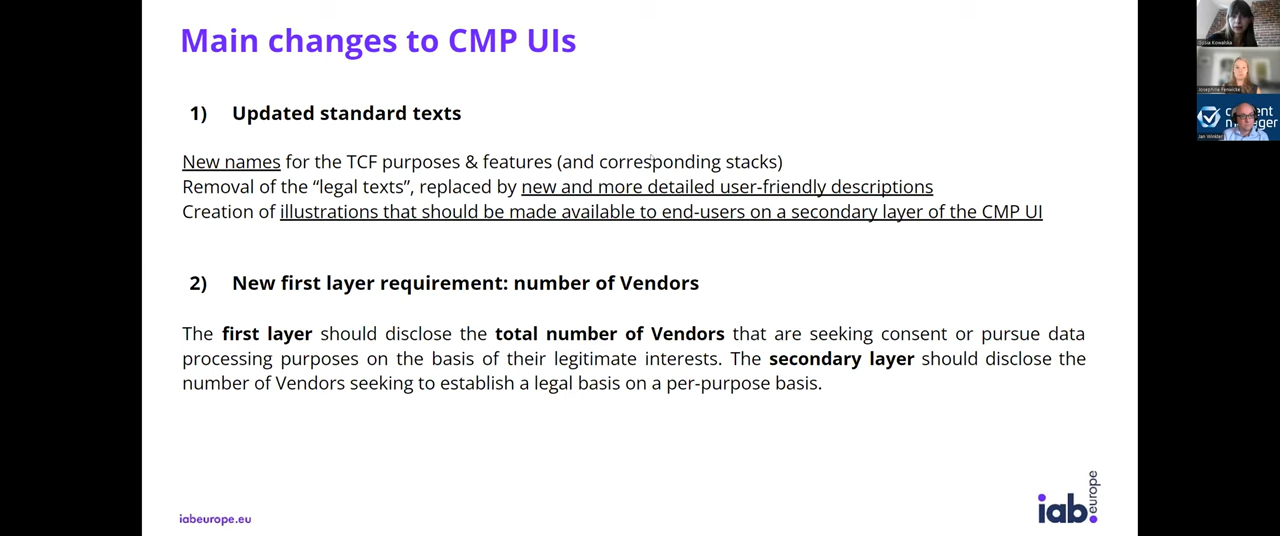 Main changes to CMP UIs
1) Updated standard texts
New names for the TCF purposes & features (and corresponding stacks)
Removal of the “legal texts”, replaced by new and more detailed user-friendly descriptions
Creation of illustrations that should be made available to end-users on a secondary layer of the CMP UI
2) New first layer requirement: number of Vendors
The first layer should disclose the total number of Vendors that are seeking consent or pursue data
processing purposes on the basis of their legitimate interests. The secondary layer should disclose the
number of Vendors seeking to establish a legal basis on a per-purpose basis.
iabeurope.eu
iab.
europe
Kowalska
Josephine
Jan Winkler